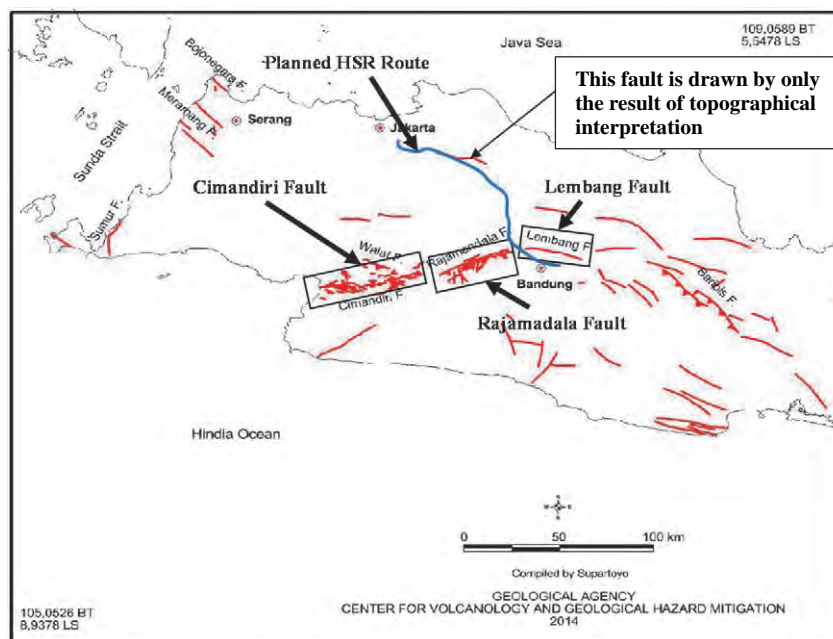 109,0589 BT
5,5478 LS
Java Sea
Bojonegara F.
Planned HSR Route
This fault is drawn by only
the result of topographical
interpretation
Serang
Jakarta
Sunda Strait
Cimandiri Fault
Lembang Fault
Sumur F.
Walat F.
Rajamandala F.
Lembang F.
Cimandiri F.
Bandung
Baribis F.
Rajamadala Fault
Hindia Ocean
0 50 100 km
Compiled by Supartoyo
GEOLOGICAL AGENCY
CENTER FOR VOLCANOLOGY AND GEOLOGICAL HAZARD MITIGATION
2014
105,0526 BT
8,9378 LS